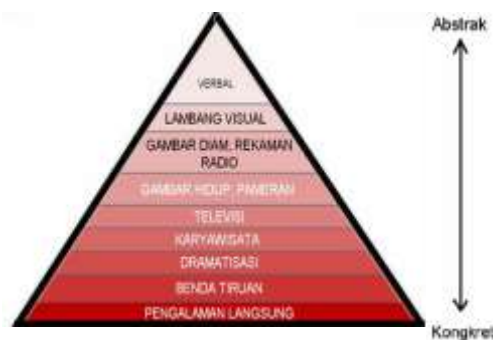 Abstrak
VERBAL
LAMBANG VISUAL
GAMBAR DIAM, REKAMAN
RADIO
GAMBAR HIDUP, PAMERAN
TELEVISI
KARYAWISATA
DRAMATISASI
BENDA TIRUAN
PENGALAMAN LANGSUNG
Kongkret